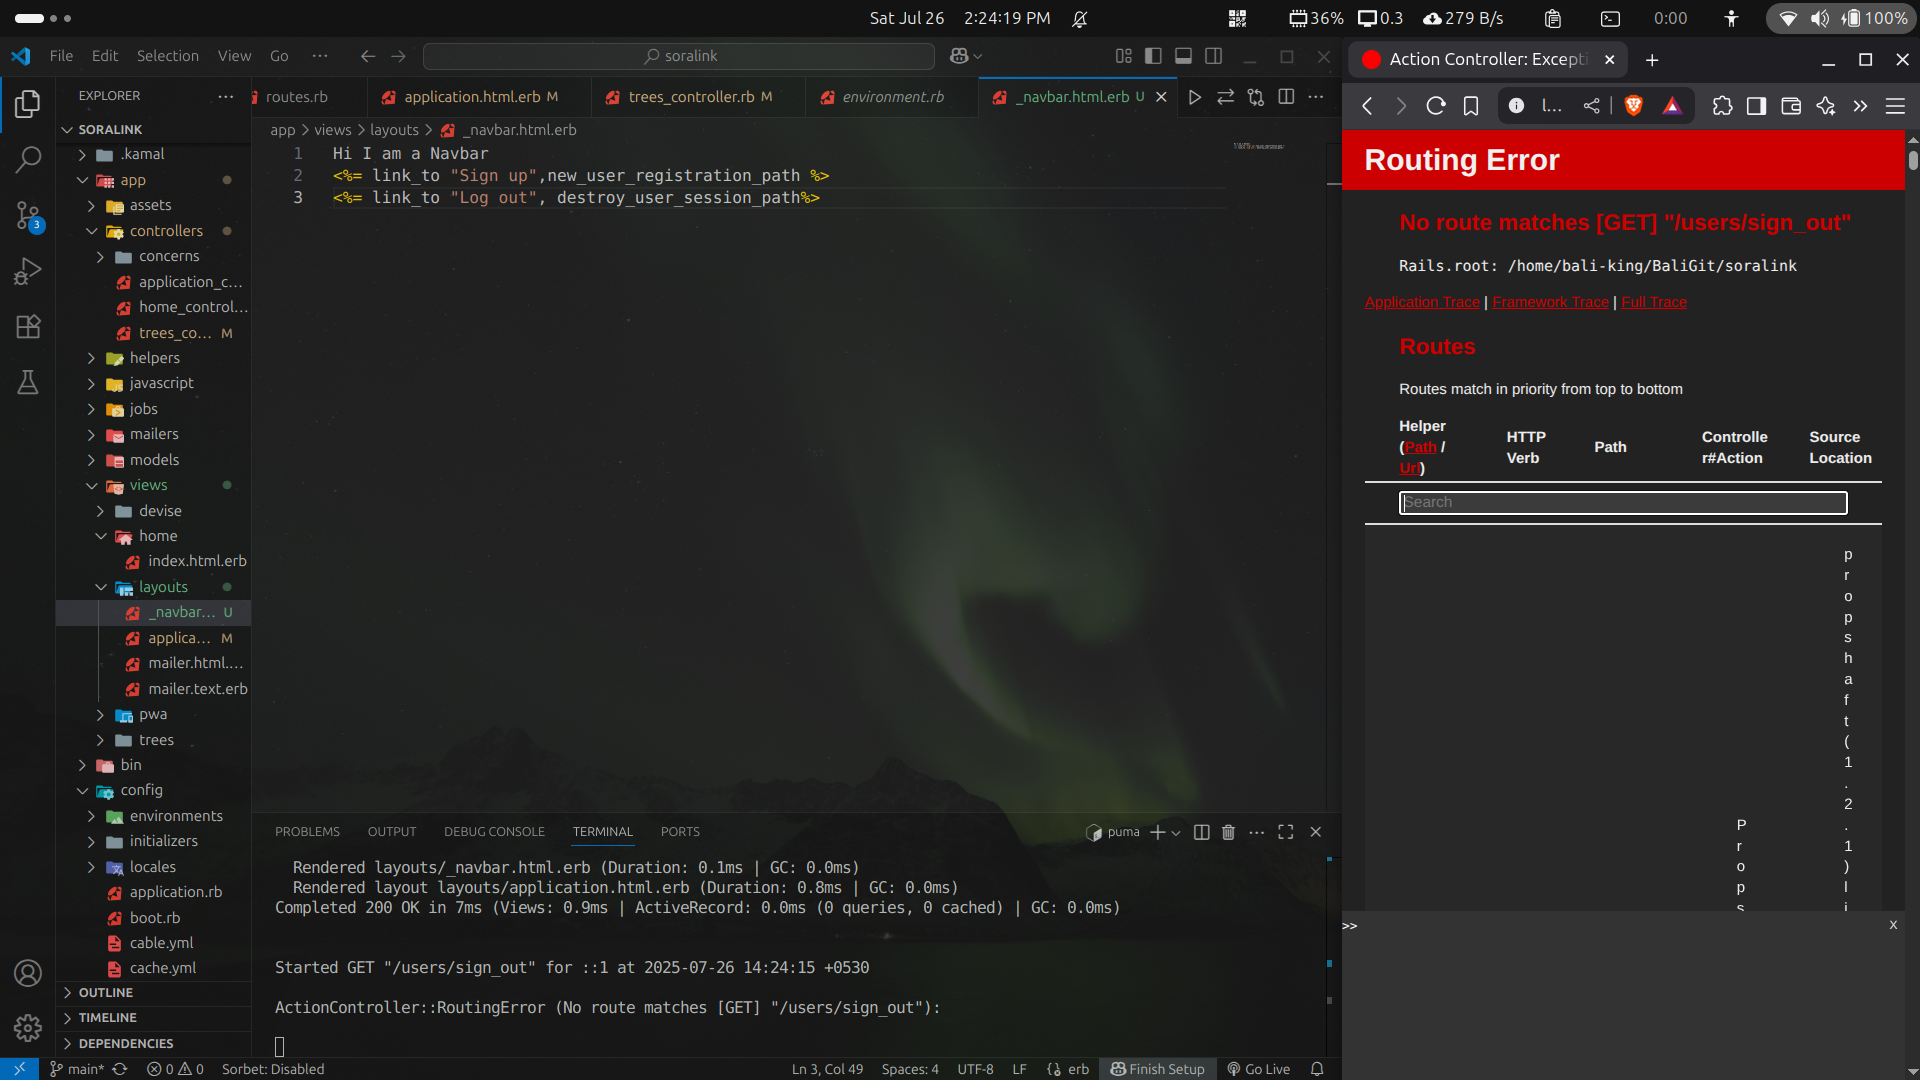 Sat Jul 26 2:24:19 PM
36% 0.3 279 B/s 0:00 100%
File Edit Selection View Go ··· soralink
EXPLORER ···
SORALINK
.kamal
app
assets
controllers
concerns
application_c...
home_control...
trees_co... M
helpers
javascript
jobs
mailers
models
views
devise
home
index.html.erb
layouts
_navbar... U
applica... M
mailer.html....
mailer.text.erb
pwa
trees
bin
config
environments
initializers
locales
application.rb
boot.rb
cable.yml
cache.yml
OUTLINE
TIMELINE
DEPENDENCIES
3
routes.rb application.html.erb M trees_controller.rb M environment.rb _navbar.html.erb U
app > views > layouts > _navbar.html.erb
1 Hi I am a Navbar
2 <%= link_to "Sign up",new_user_registration_path %>
3 <%= link_to "Log out", destroy_user_session_path%>
PROBLEMS OUTPUT DEBUG CONSOLE TERMINAL PORTS puma
Rendered layouts/_navbar.html.erb (Duration: 0.1ms | GC: 0.0ms)
Rendered layout layouts/application.html.erb (Duration: 0.8ms | GC: 0.0ms)
Completed 200 OK in 7ms (Views: 0.9ms | ActiveRecord: 0.0ms (0 queries, 0 cached) | GC: 0.0ms)
Started GET "/users/sign_out" for ::1 at 2025-07-26 14:24:15 +0530
ActionController::RoutingError (No route matches [GET] "/users/sign_out"):
main* 0 0 Sorbet: Disabled Ln 3, Col 49 Spaces: 4 UTF-8 LF erb Finish Setup Go Live
Action Controller: Excepti
l...
Routing Error
No route matches [GET] "/users/sign_out"
Rails.root: /home/bali-king/BaliGit/soralink
Application Trace | Framework Trace | Full Trace
Routes
Routes match in priority from top to bottom
Helper
(Path /
Url)
HTTP
Verb
Path
Controlle
r#Action
Source
Location
Search
P
r
o
p
s
p
r
o
p
s
h
a
f
t
(
1
.
2
.
1
)
l
i
>> x